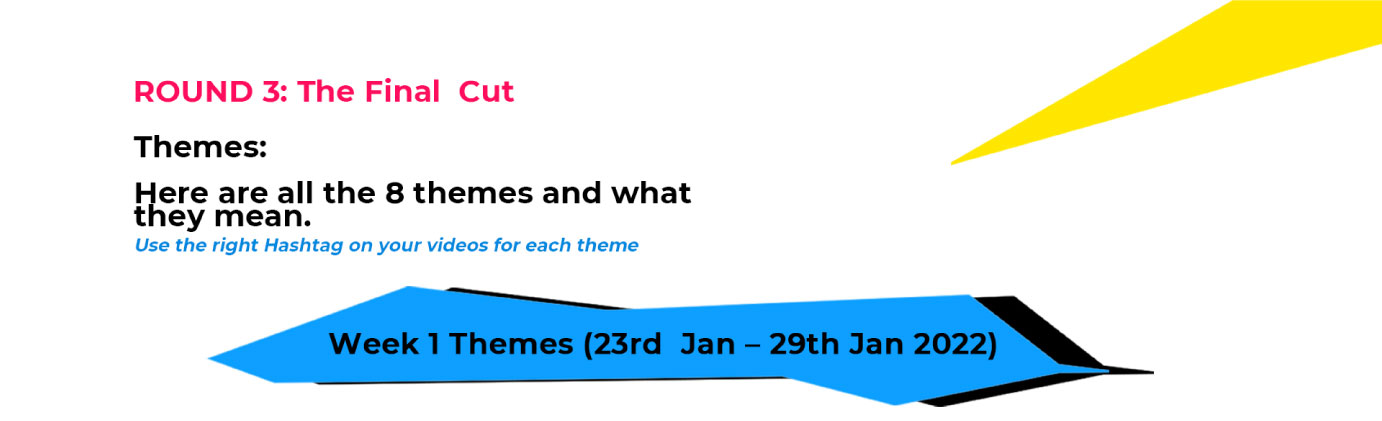 ROUND 3: The Final Cut
Themes:
Here are all the 8 themes and what
they mean.
Use the right Hashtag on your videos for each theme
Week 1 Themes (23rd Jan – 29th Jan 2022)